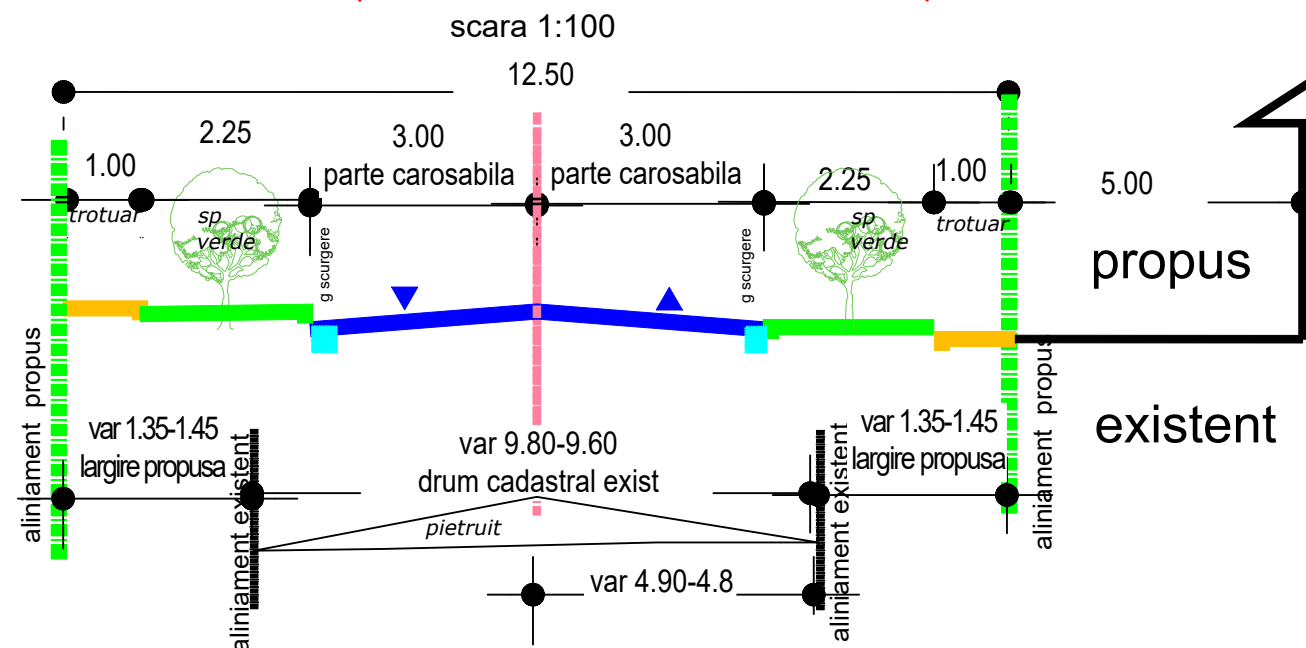 scara 1:100
12.50
2.25
3.00
3.00
1.00
parte carosabila
parte carosabila
2.25
1.00
5.00
trotuar
sp
verde
sp
verde
trotuar
g scurgere
g scurgere
propus
aliniament propus
aliniament propus
existent
var 1.35-1.45
largire propusa
var 9.80-9.60
drum cadastral exist
var 1.35-1.45
largire propusa
aliniament existent
aliniament existent
pietruit
var 4.90-4.8